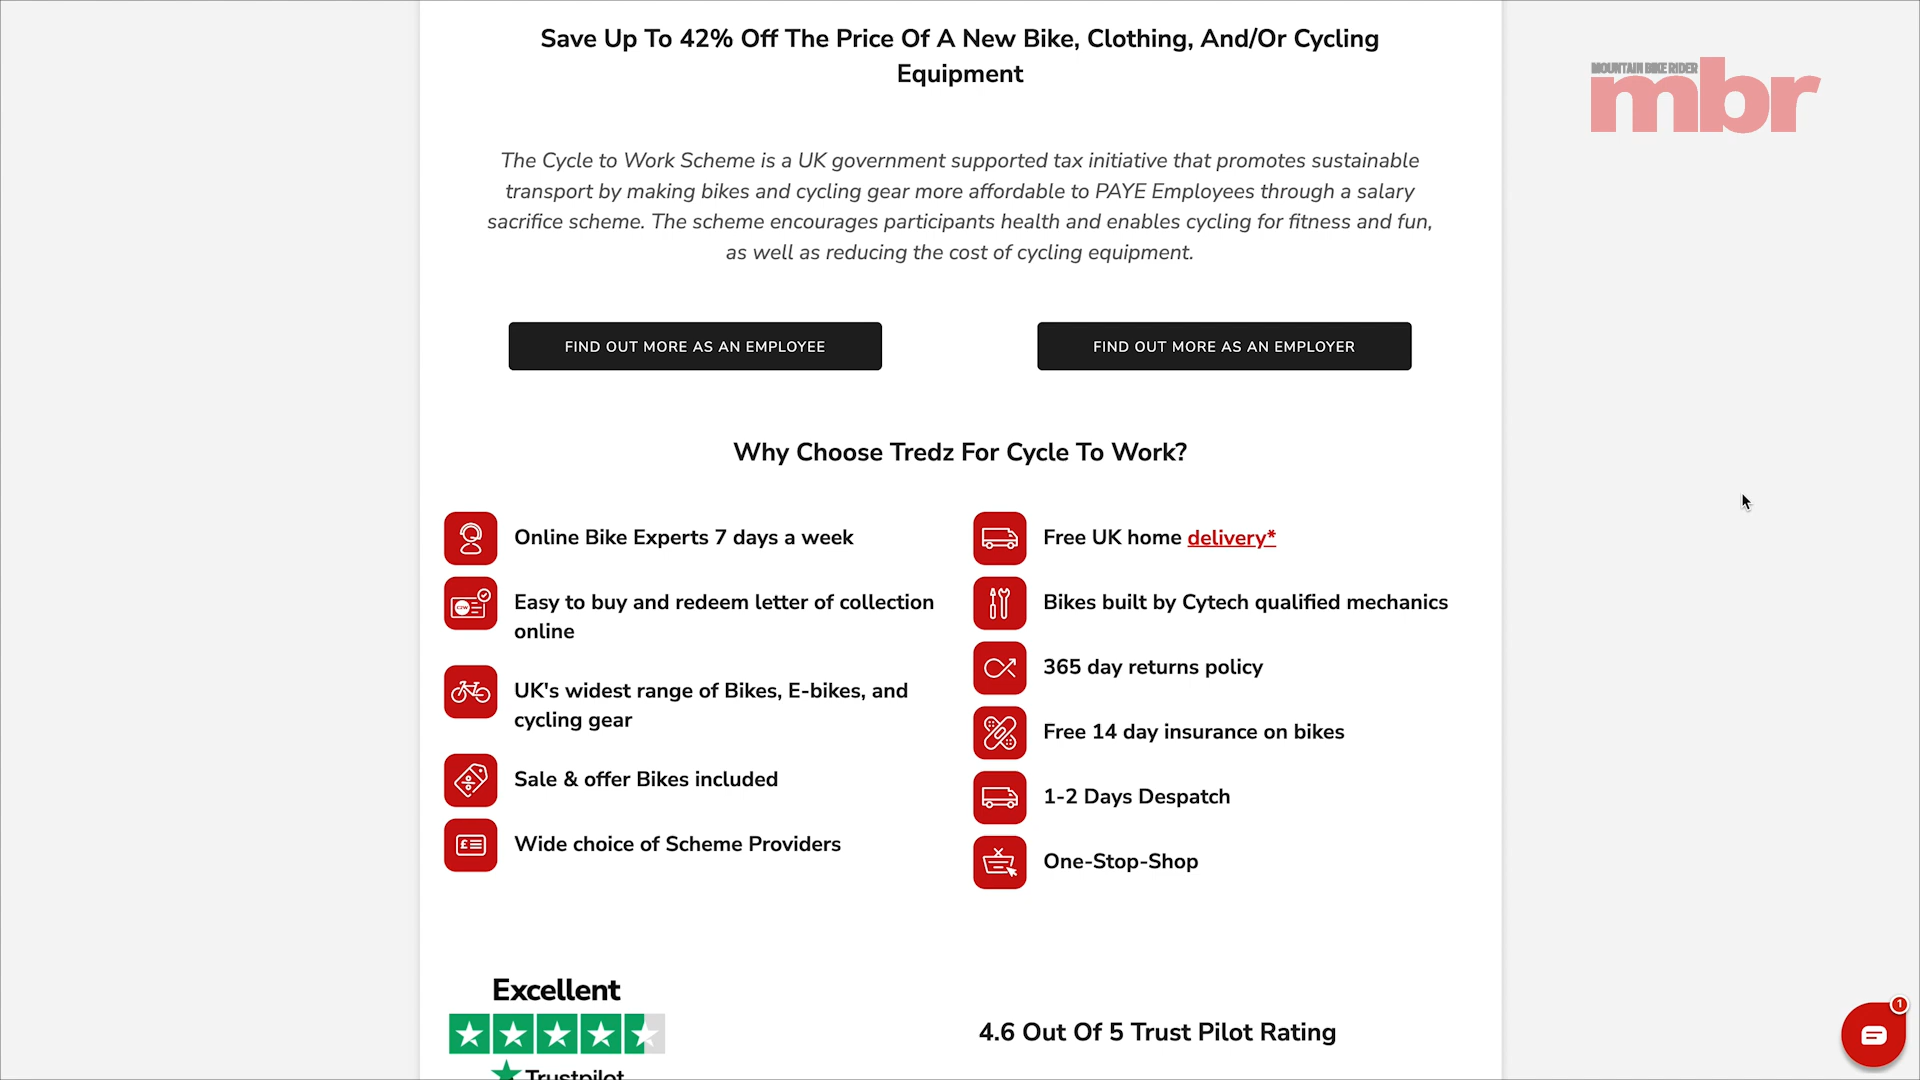 Save Up To 42% Off The Price Of A New Bike, Clothing, And/Or Cycling
Equipment
MOUNTAIN BIKE RIDER
mbr
The Cycle to Work Scheme is a UK government supported tax initiative that promotes sustainable
transport by making bikes and cycling gear more affordable to PAYE Employees through a salary
sacrifice scheme. The scheme encourages participants health and enables cycling for fitness and fun,
as well as reducing the cost of cycling equipment.
FIND OUT MORE AS AN EMPLOYEE
FIND OUT MORE AS AN EMPLOYER
Why Choose Tredz For Cycle To Work?
Online Bike Experts 7 days a week
Easy to buy and redeem letter of collection
online
UK's widest range of Bikes, E-bikes, and
cycling gear
Sale & offer Bikes included
£
Wide choice of Scheme Providers
Free UK home delivery*
Bikes built by Cytech qualified mechanics
365 day returns policy
Free 14 day insurance on bikes
1-2 Days Despatch
One-Stop-Shop
Excellent
Trustpilot
4.6 Out Of 5 Trust Pilot Rating
1